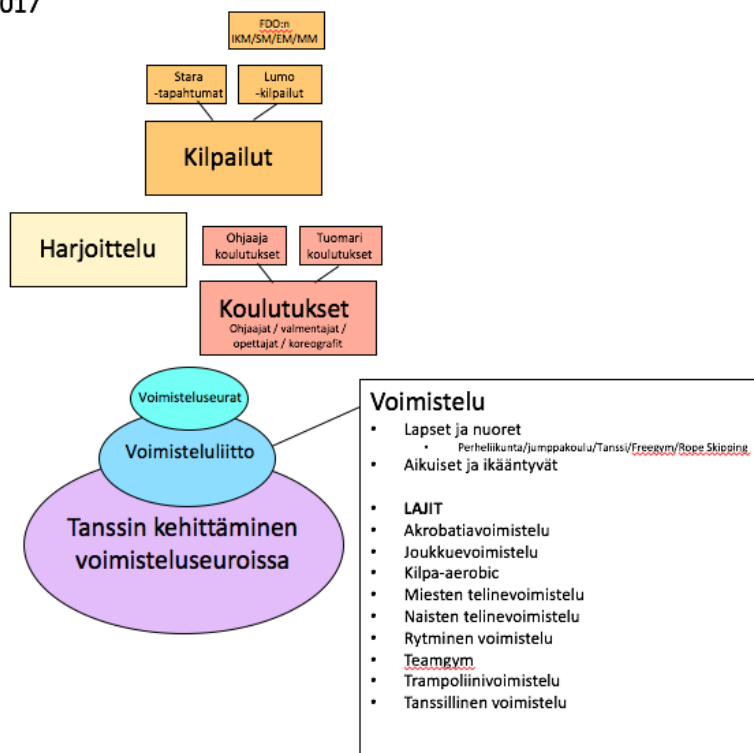 017
FDO:n
IKM/SM/EM/MM
Stara
-tapahtumat
Lumo
-kilpailut
Kilpailut
Harjoittelu
Ohjaaja
koulutukset
Tuomari
koulutukset
Koulutukset
Ohjaajat / valmentajat /
opettajat / koreografit
Voimisteluseurat
Voimisteluliitto
Tanssin kehittäminen
voimisteluseuroissa
Voimistelu
• Lapset ja nuoret
• Perheliikunta/jumppakoulu/Tanssi/Freegym/Rope Skipping
• Aikuiset ja ikääntyvät
• LAJIT
• Akrobatiavoimistelu
• Joukkuevoimistelu
• Kilpa-aerobic
• Miesten telinevoimistelu
• Naisten telinevoimistelu
• Rytminen voimistelu
• Teamgym
• Trampoliinivoimistelu
• Tanssillinen voimistelu